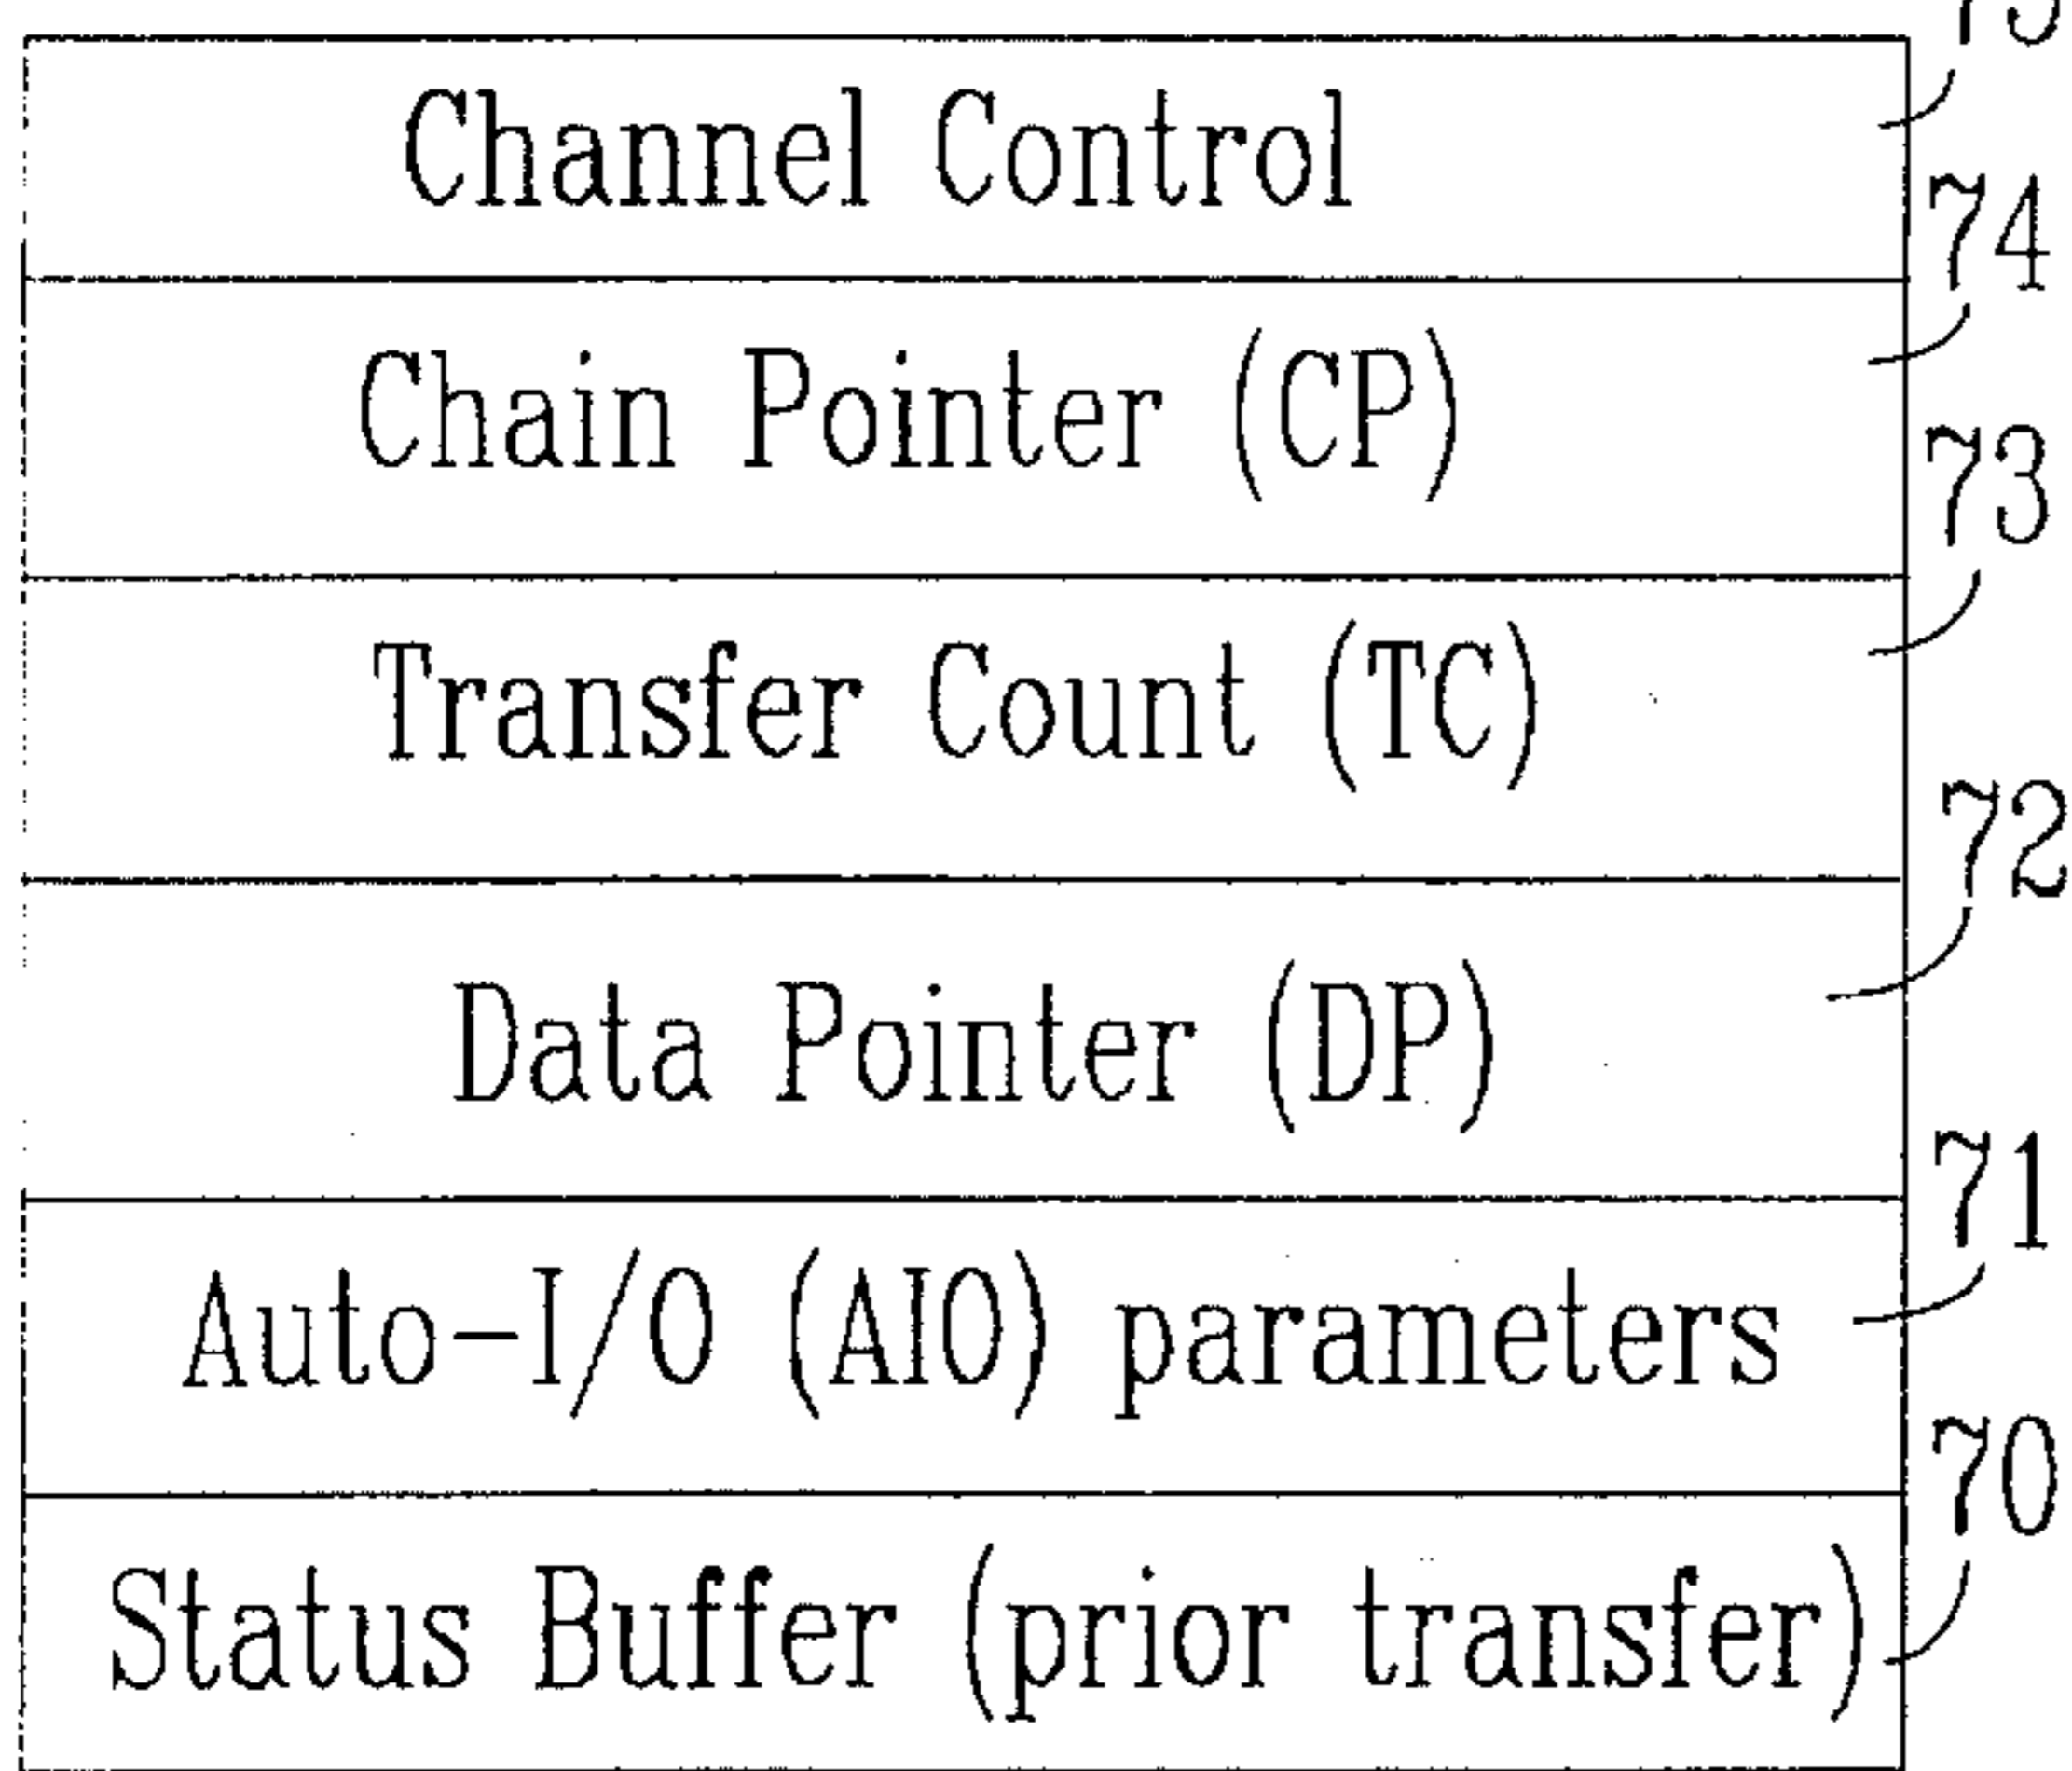 Channel Control
74
Chain Pointer (CP)
73
Transfer Count (TC)
72
Data Pointer (DP)
71
Auto-I/O (AIO) parameters
70
Status Buffer (prior transfer)